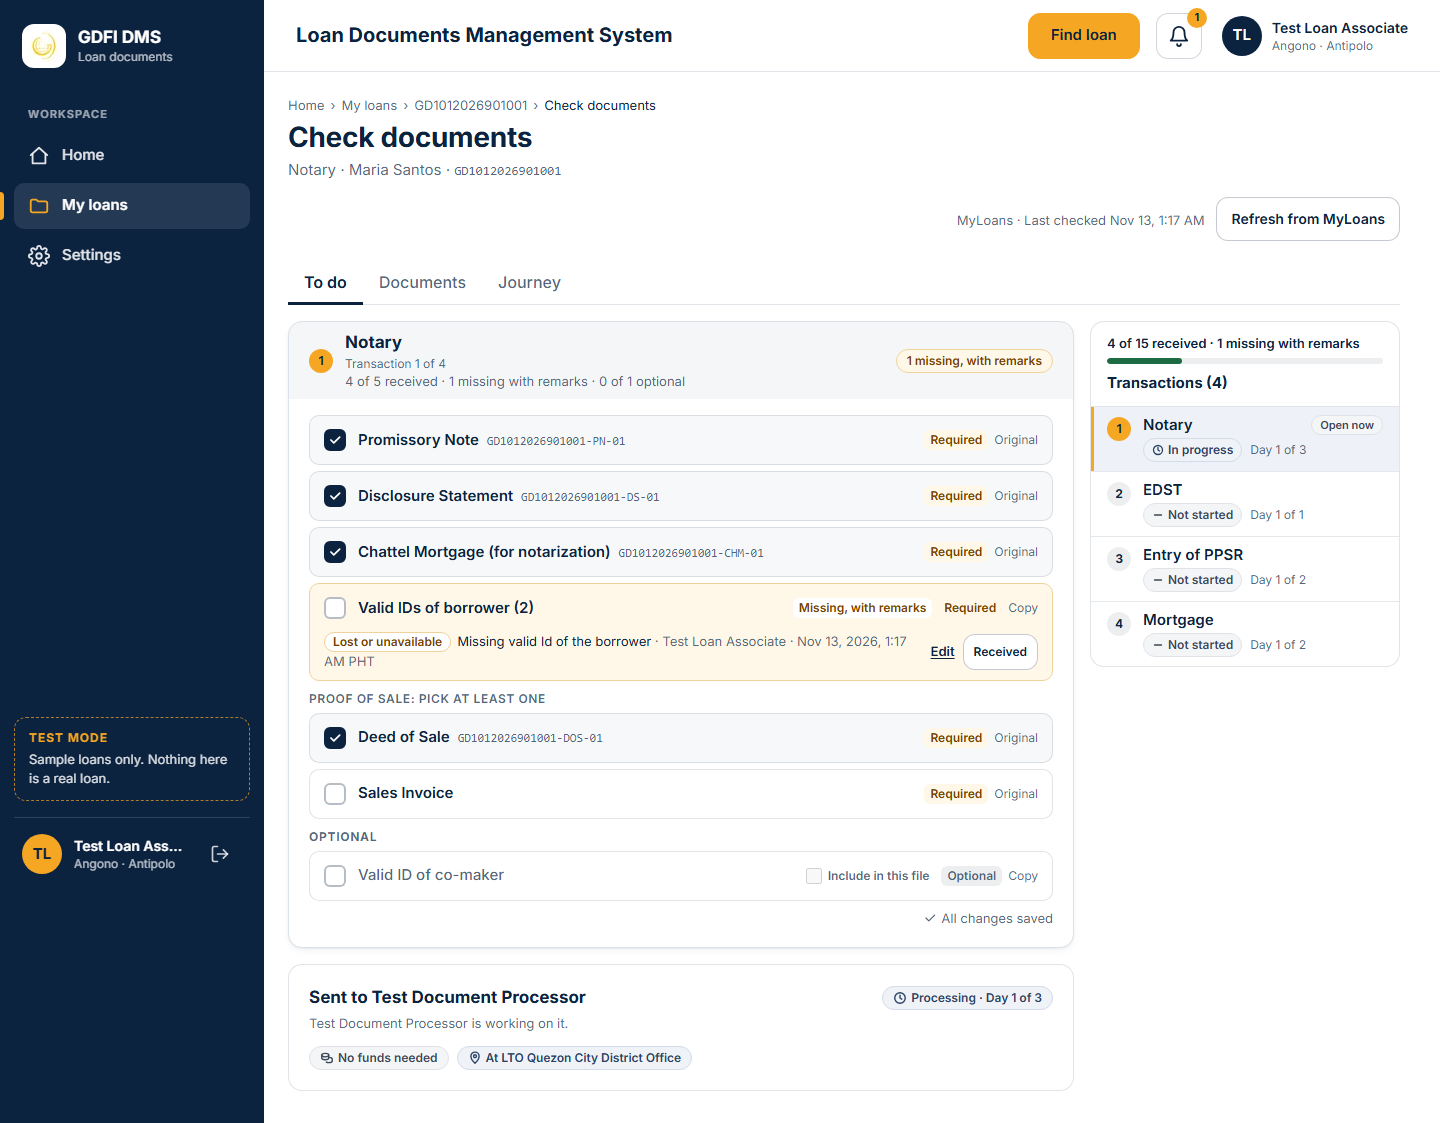 GDFI DMS
Loan documents
WORKSPACE
Home
My loans
Settings
TEST MODE
Sample loans only. Nothing here
is a real loan.
TL
Test Loan Ass...
Angono · Antipolo
Loan Documents Management System
Find loan
1
TL
Test Loan Associate
Angono · Antipolo
Home › My loans › GD1012026901001 › Check documents
Check documents
Notary · Maria Santos · GD1012026901001
MyLoans · Last checked Nov 13, 1:17 AM
Refresh from MyLoans
To do
Documents
Journey
1
Notary
Transaction 1 of 4
4 of 5 received · 1 missing with remarks · 0 of 1 optional
1 missing, with remarks
Promissory Note GD1012026901001-PN-01 Required Original
Disclosure Statement GD1012026901001-DS-01 Required Original
Chattel Mortgage (for notarization) GD1012026901001-CHM-01 Required Original
Valid IDs of borrower (2) Missing, with remarks Required Copy
Lost or unavailable Missing valid Id of the borrower · Test Loan Associate · Nov 13, 2026, 1:17
AM PHT
Edit
Received
PROOF OF SALE: PICK AT LEAST ONE
Deed of Sale GD1012026901001-DOS-01 Required Original
Sales Invoice Required Original
OPTIONAL
Valid ID of co-maker Include in this file Optional Copy
All changes saved
Sent to Test Document Processor
Processing · Day 1 of 3
Test Document Processor is working on it.
No funds needed
At LTO Quezon City District Office
4 of 15 received · 1 missing with remarks
Transactions (4)
1 Notary Open now
In progress Day 1 of 3
2 EDST
Not started Day 1 of 1
3 Entry of PPSR
Not started Day 1 of 2
4 Mortgage
Not started Day 1 of 2